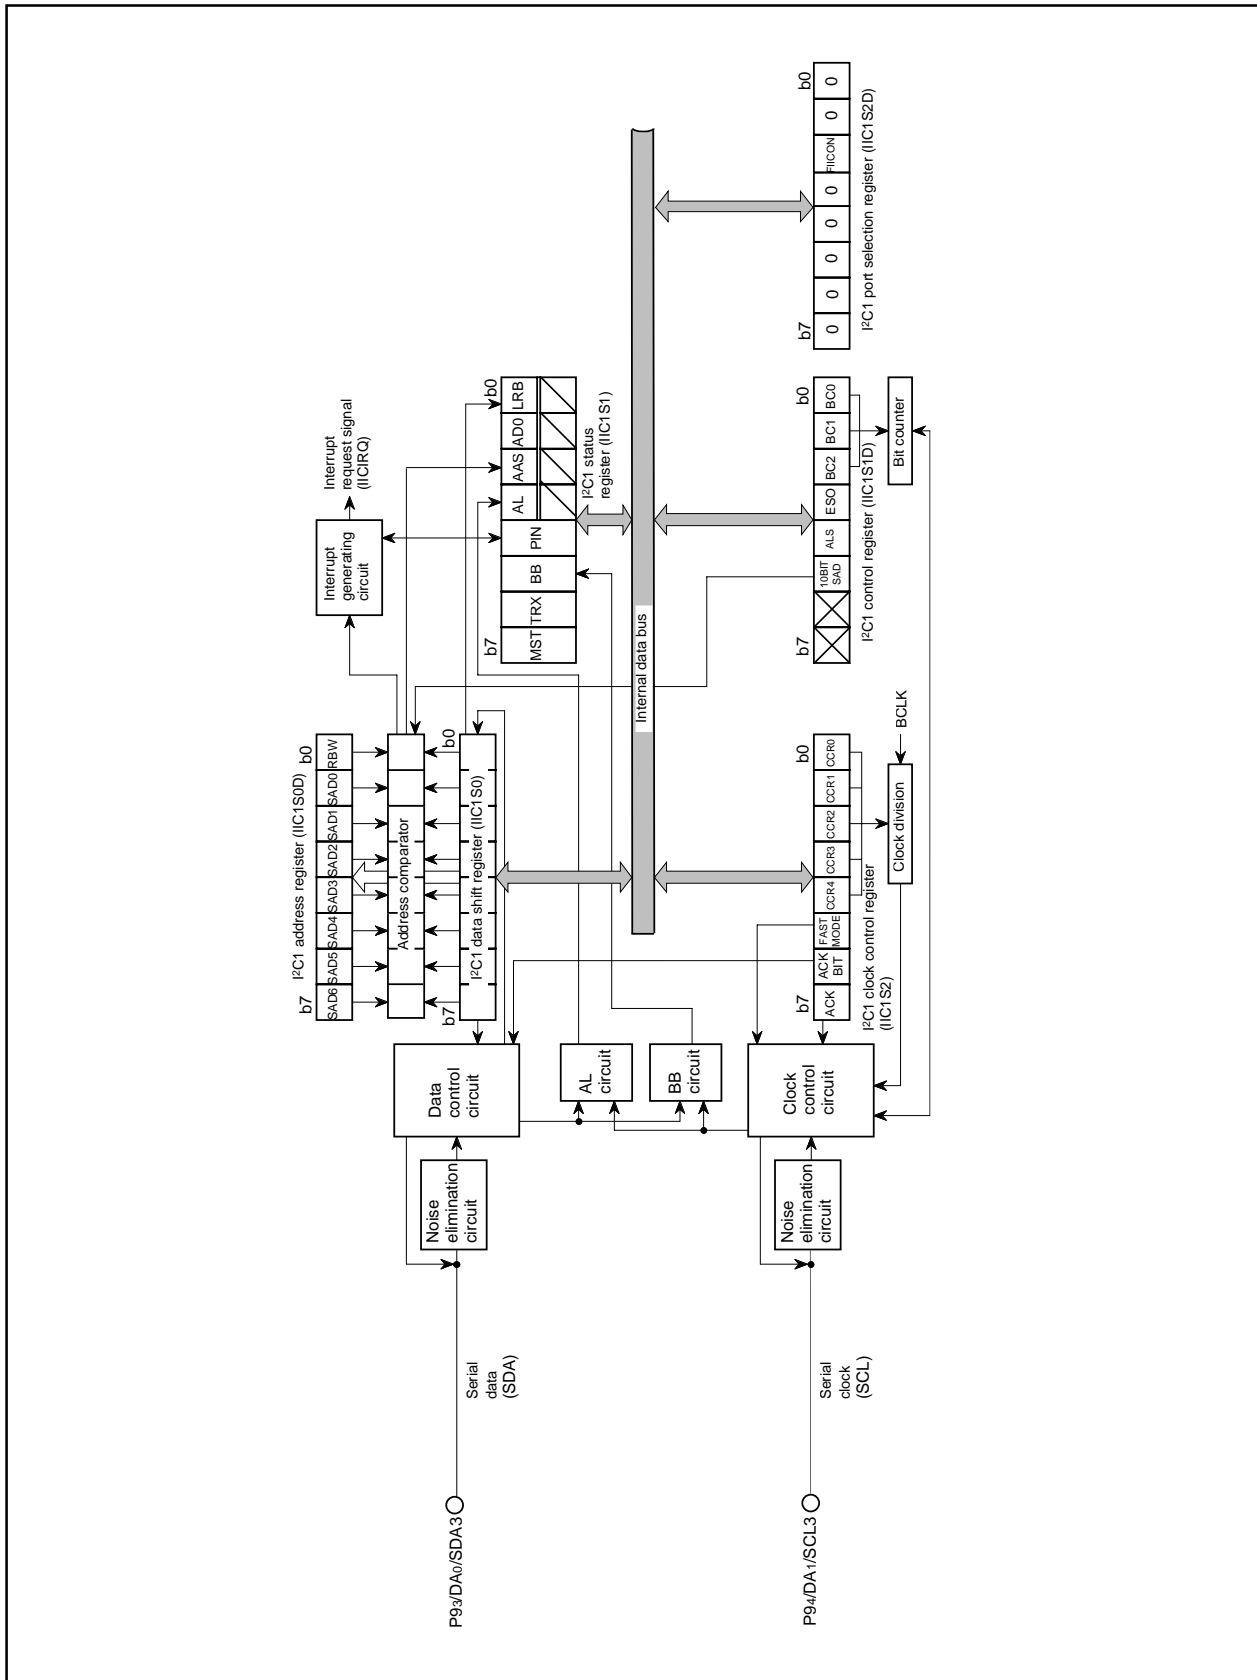 I²C1 address register (IIC1S0D)
b7
b0
SAD6 SAD5 SAD4 SAD3 SAD2 SAD1 SAD0 RBW
Address comparator
b7
b0
I²C1 data shift register (IIC1S0)
Interrupt
generating
circuit
Interrupt
request signal
(IICIRQ)
P93/DA0/SDA3
Serial
data
(SDA)
Noise
elimination
circuit
Data
control
circuit
AL
circuit
BB
circuit
b7
b0
MST TRX BB PIN AL AAS AD0 LRB
I²C1 status
register (IIC1S1)
Internal data bus
P94/DA1/SCL3
Serial
clock
(SCL)
Noise
elimination
circuit
Clock
control
circuit
b7
b0
ACK ACK BIT FAST MODE CCR4 CCR3 CCR2 CCR1 CCR0
I²C1 clock control register
(IIC1S2)
Clock division
BCLK
b7
b0
10BIT SAD ALS ESO BC2 BC1 BC0
I²C1 control register (IIC1S1D)
Bit counter
b7
b0
0 0 0 0 0 FIICON 0 0
I²C1 port selection register (IIC1S2D)